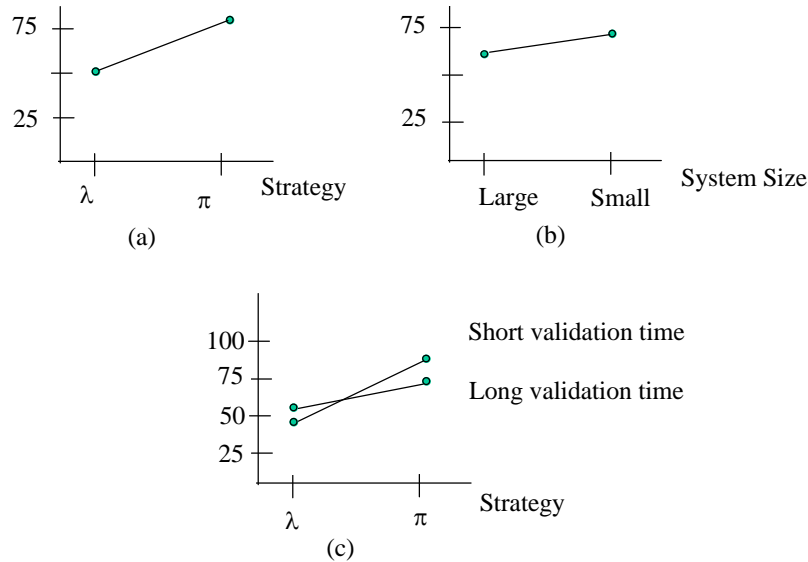 75
25
λ
π
Strategy
(a)
75
25
Large
Small
System Size
(b)
100
75
50
25
Short validation time
Long validation time
λ
π
Strategy
(c)